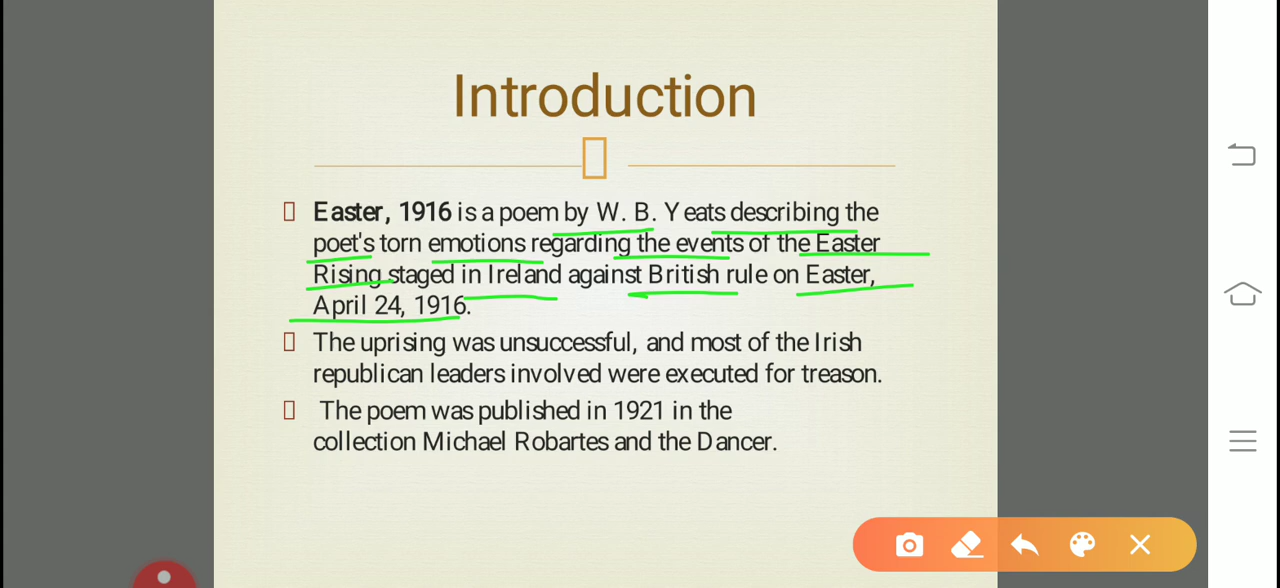 Introduction
Easter, 1916 is a poem by W. B. Yeats describing the
poet's torn emotions regarding the events of the Easter
Rising staged in Ireland against British rule on Easter,
April 24, 1916.
The uprising was unsuccessful, and most of the Irish
republican leaders involved were executed for treason.
The poem was published in 1921 in the
collection Michael Robartes and the Dancer.